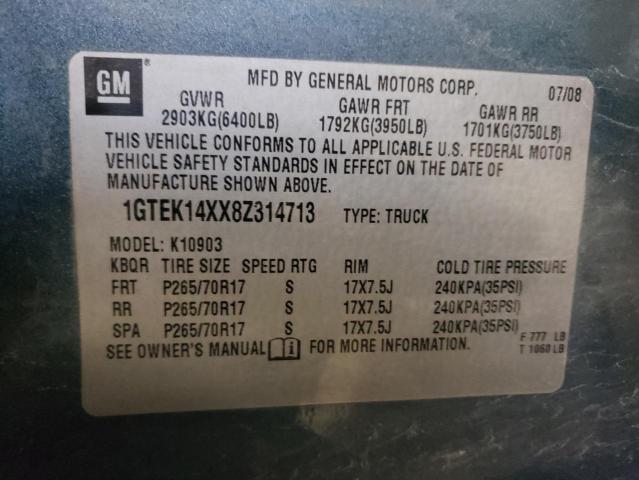 GM ®
MFD BY GENERAL MOTORS CORP. 07/08
GVWR GAWR FRT GAWR RR
2903KG(6400LB) 1792KG(3950LB) 1701KG(3750LB)
THIS VEHICLE CONFORMS TO ALL APPLICABLE U.S. FEDERAL MOTOR
VEHICLE SAFETY STANDARDS IN EFFECT ON THE DATE OF
MANUFACTURE SHOWN ABOVE.
1GTEK14XX8Z314713 TYPE: TRUCK
MODEL: K10903
KBQR TIRE SIZE SPEED RTG RIM COLD TIRE PRESSURE
FRT P265/70R17 S 17X7.5J 240KPA(35PSI)
RR P265/70R17 S 17X7.5J 240KPA(35PSI)
SPA P265/70R17 S 17X7.5J 240KPA(35PSI)
SEE OWNER'S MANUAL i FOR MORE INFORMATION. F 777 LB
T 1060 LB